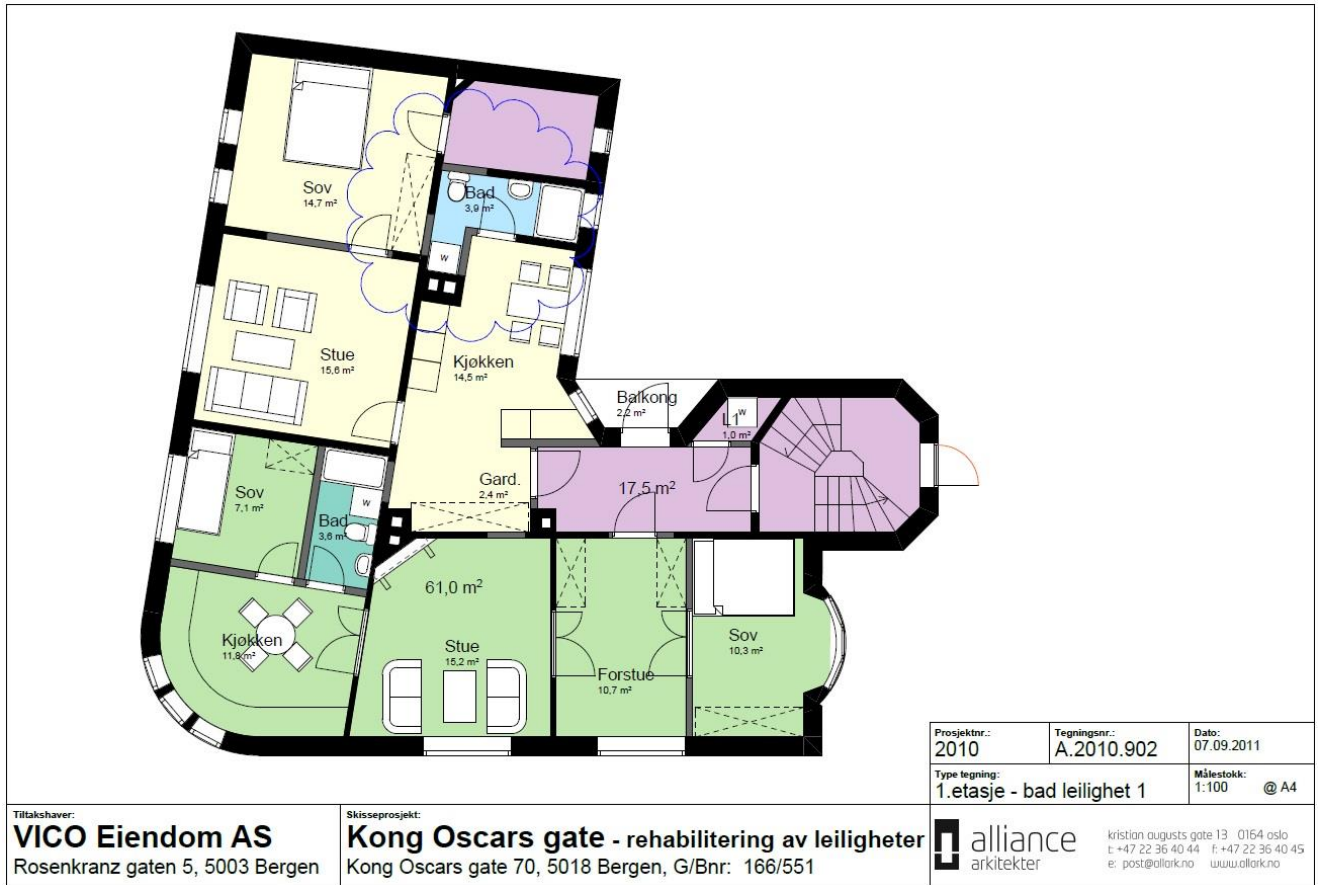 Sov
14,7 m²
Bad
3,9 m²
W
Stue
15,6 m²
Kjøkken
14,5 m²
Balkong
2,2 m²
L1
W
1,0 m²
Gard.
2,4 m²
17,5 m²
Sov
7,1 m²
Bad
3,6 m²
W
61,0 m²
Kjøkken
11,8 m²
Stue
15,2 m²
Forstue
10,7 m²
Sov
10,3 m²
Prosjektnr.:
2010
Tegningsnr.:
A.2010.902
Dato:
07.09.2011
Type tegning:
1.etasje - bad leilighet 1
Målestokk:
1:100 @ A4
Tiltakshaver:
VICO Eiendom AS
Rosenkranz gaten 5, 5003 Bergen
Skisseprosjekt:
Kong Oscars gate - rehabilitering av leiligheter
Kong Oscars gate 70, 5018 Bergen, G/Bnr: 166/551
alliance
arkitekter
kristian augusts gate 13 0164 oslo
t: +47 22 36 40 44 f: +47 22 36 40 45
e: post@allark.no www.allark.no